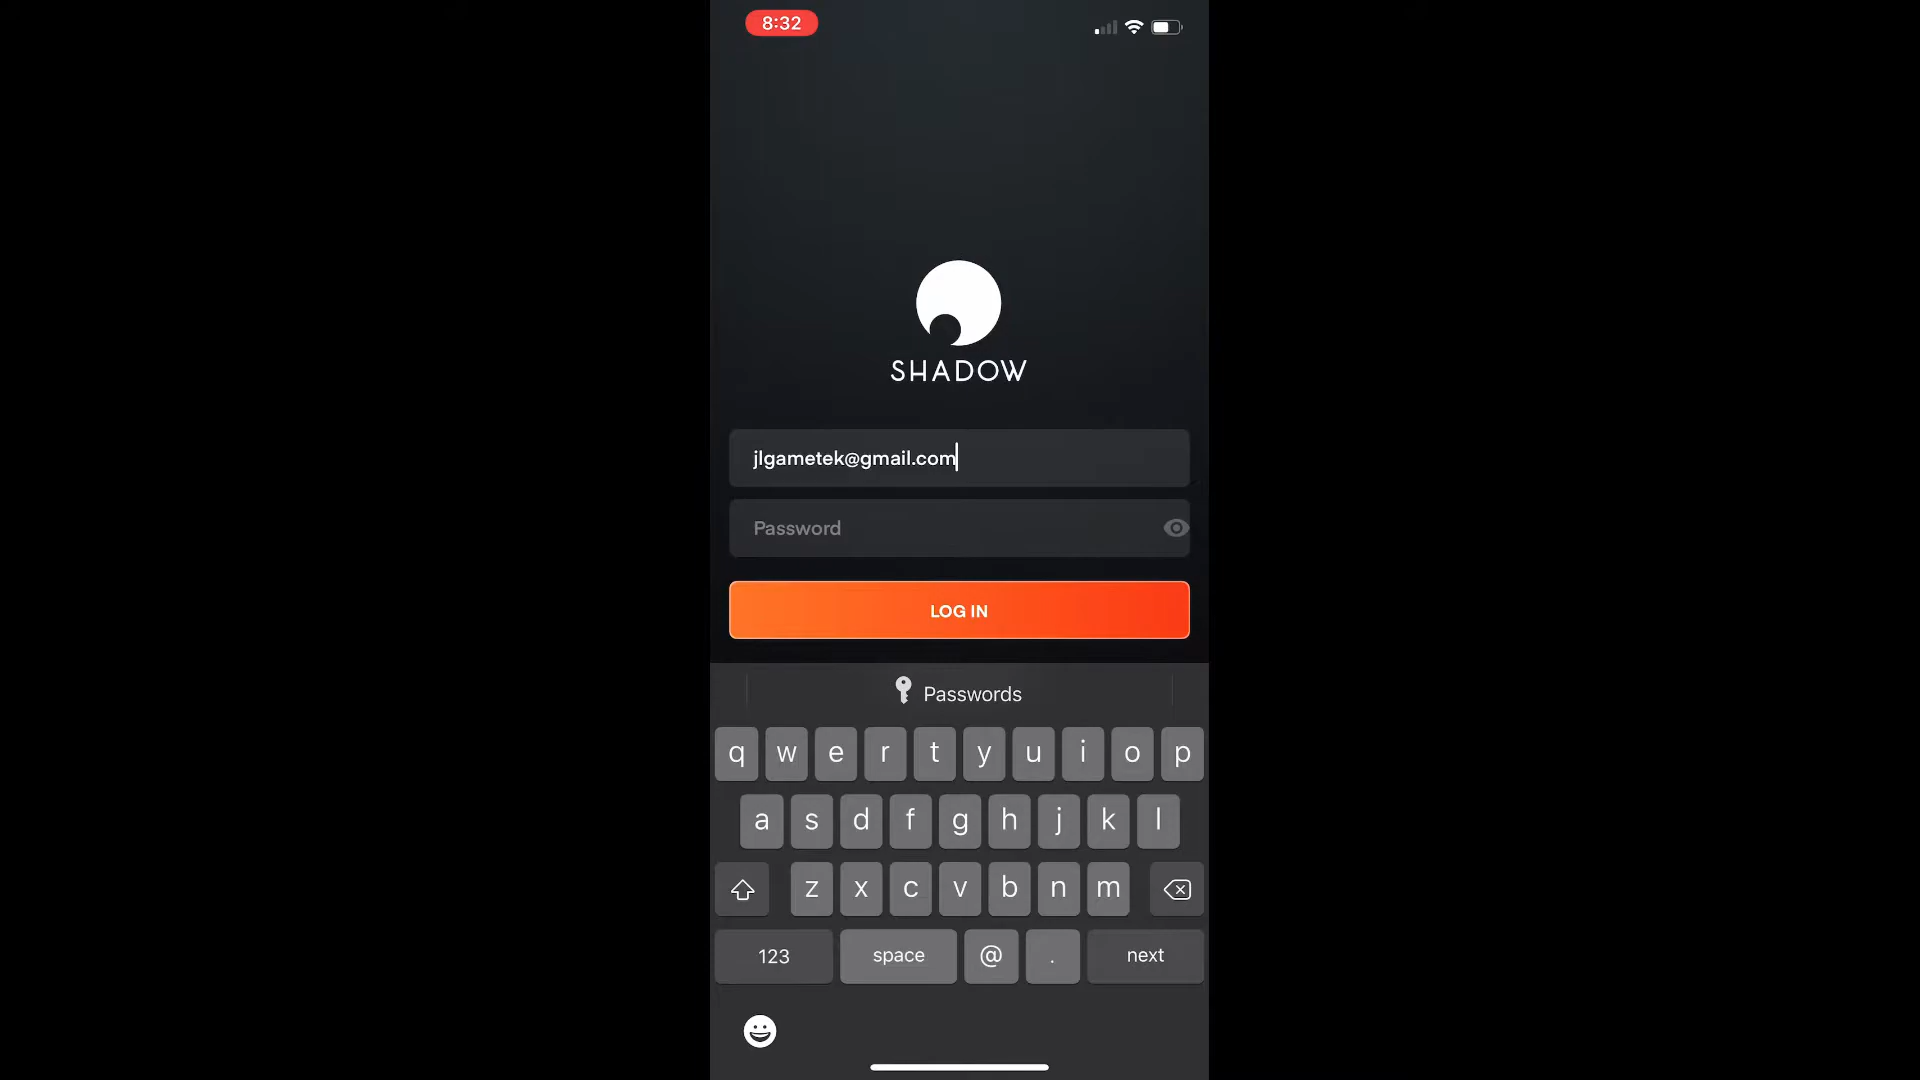 8:32
SHADOW
jlgametek@gmail.com
Password
LOG IN
Passwords
q w e r t y u i o p
a s d f g h j k l
z x c v b n m
123 space @ . next